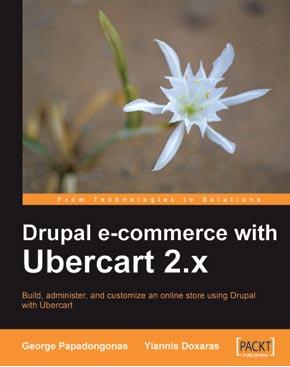 From Technologies to Solutions
Drupal e-commerce with
Ubercart 2.x
Build, administer, and customize an online store using Drupal
with Ubercart
George Papadongonas Yiannis Doxaras
PACKT
PUBLISHING